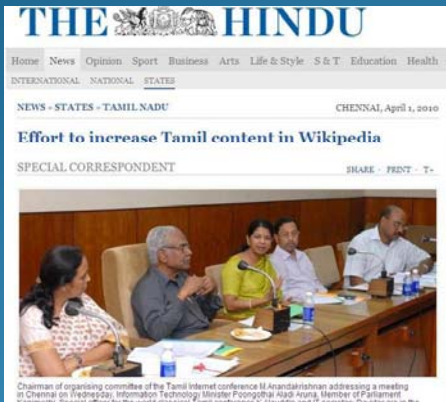 THE HINDU
Home News Opinion Sport Business Arts Life & Style S & T Education Health
INTERNATIONAL NATIONAL STATES
NEWS » STATES » TAMIL NADU CHENNAI, April 1, 2010
Effort to increase Tamil content in Wikipedia
SPECIAL CORRESPONDENT SHARE · PRINT · T+
Chairman of organising committee of the Tamil Internet conference M.Anandakrishnan addressing a meeting
in Chennai on Wednesday. Information Technology Minister Poongothai Aladi Aruna, Member of Parliament